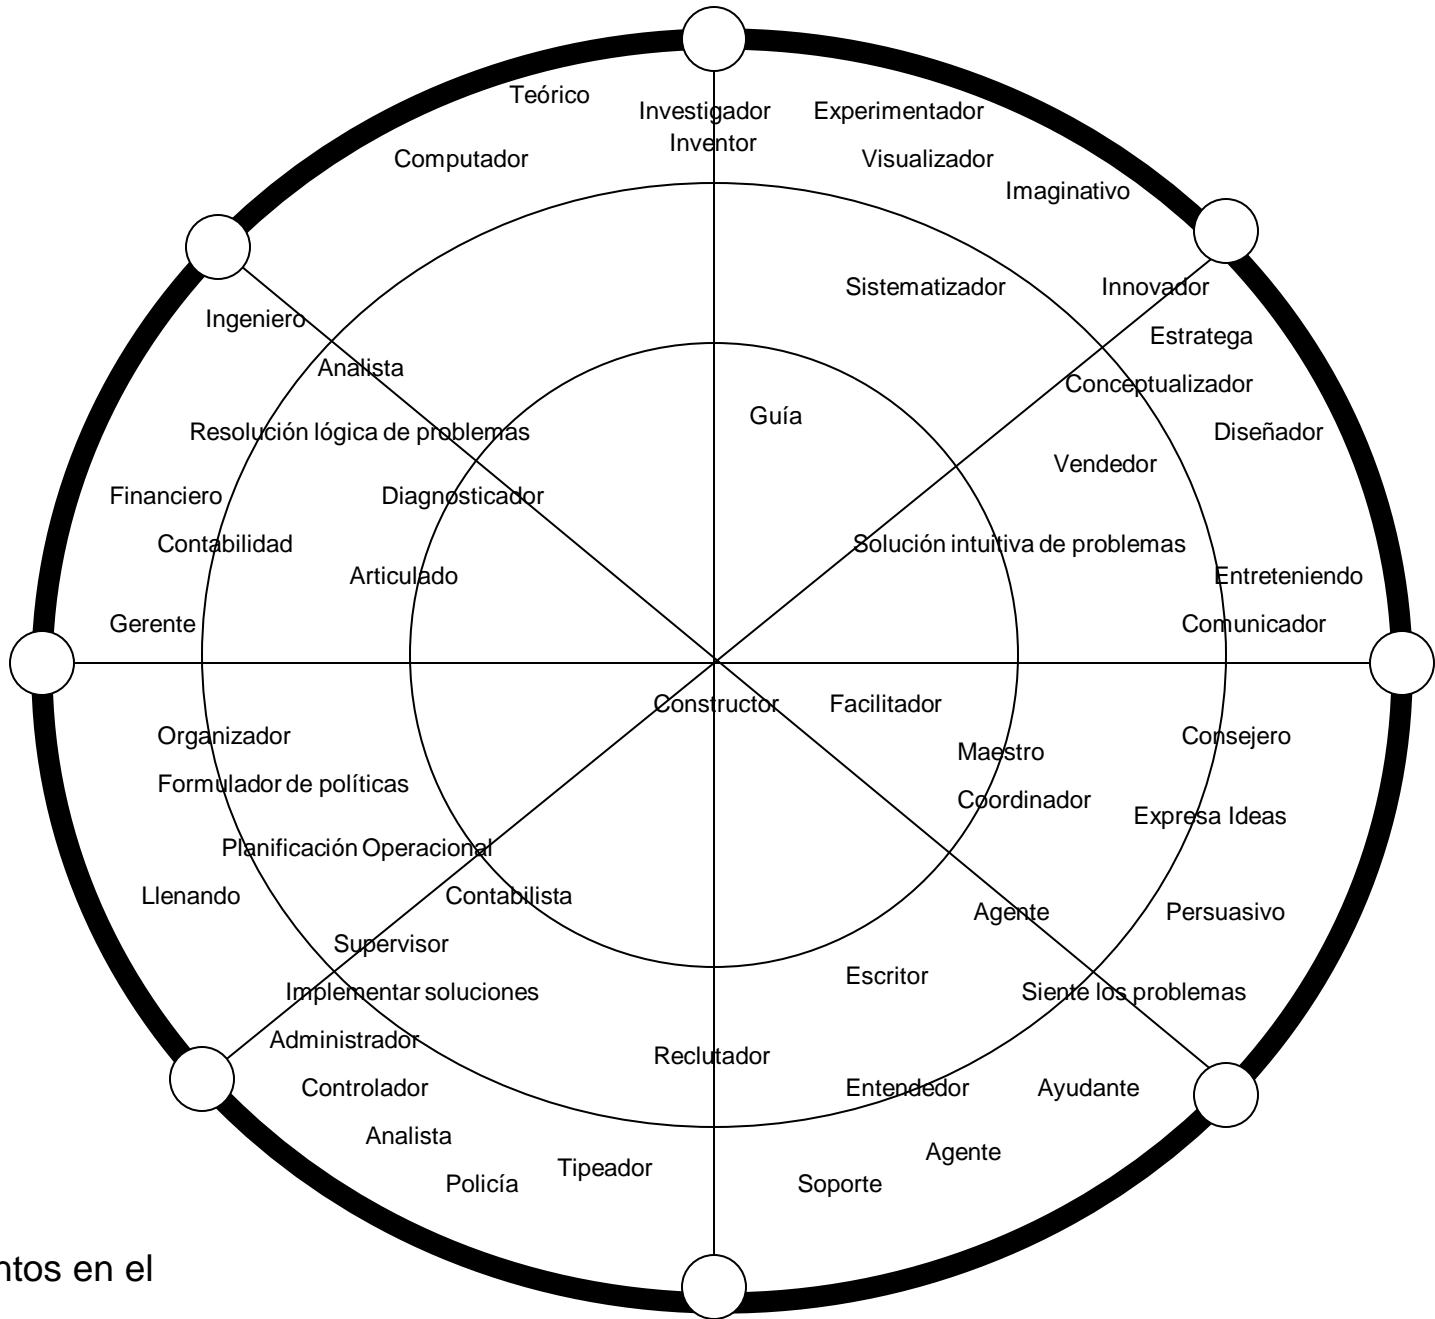 Teórico
Investigador
Experimentador
Inventor
Computador
Visualizador
Imaginativo
Sistematizador
Innovador
Ingeniero
Estratega
Analista
Conceptualizador
Guía
Resolución lógica de problemas
Diseñador
Vendedor
Financiero
Diagnosticador
Contabilidad
Solución intuitiva de problemas
Articulado
Entreteniendo
Gerente
Comunicador
Constructor
Facilitador
Organizador
Consejero
Maestro
Formulador de políticas
Coordinador
Expresa Ideas
Planificación Operacional
Llenando
Contabilista
Agente
Persuasivo
Supervisor
Escritor
Implementar soluciones
Siente los problemas
Administrador
Reclutador
Controlador
Entendedor
Ayudante
Analista
Agente
Tipeador
Policía
Soporte
ntos en el